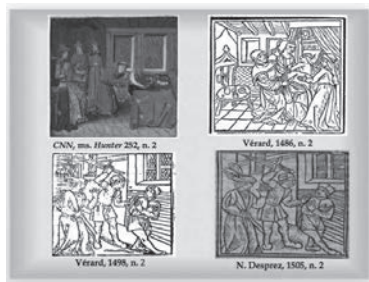 CNN, ms. Hunter 252, n. 2
Vérard, 1486, n. 2
Vérard, 1498, n. 2
N. Desprez, 1505, n. 2